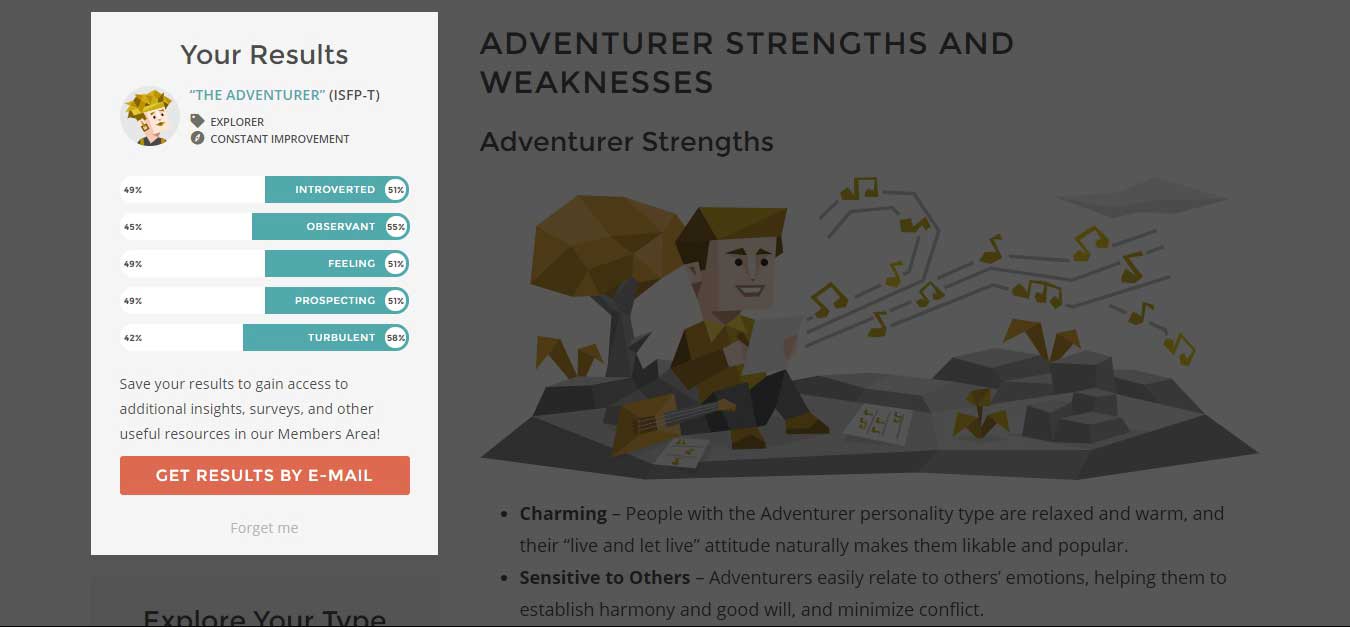 Your Results
“THE ADVENTURER” (ISFP-T)
EXPLORER
CONSTANT IMPROVEMENT
49% INTROVERTED 51%
45% OBSERVANT 55%
49% FEELING 51%
49% PROSPECTING 51%
42% TURBULENT 58%
Save your results to gain access to
additional insights, surveys, and other
useful resources in our Members Area!
GET RESULTS BY E-MAIL
Forget me
Explore Your Type
ADVENTURER STRENGTHS AND
WEAKNESSES
Adventurer Strengths
• Charming – People with the Adventurer personality type are relaxed and warm, and
their “live and let live” attitude naturally makes them likable and popular.
• Sensitive to Others – Adventurers easily relate to others’ emotions, helping them to
establish harmony and good will, and minimize conflict.